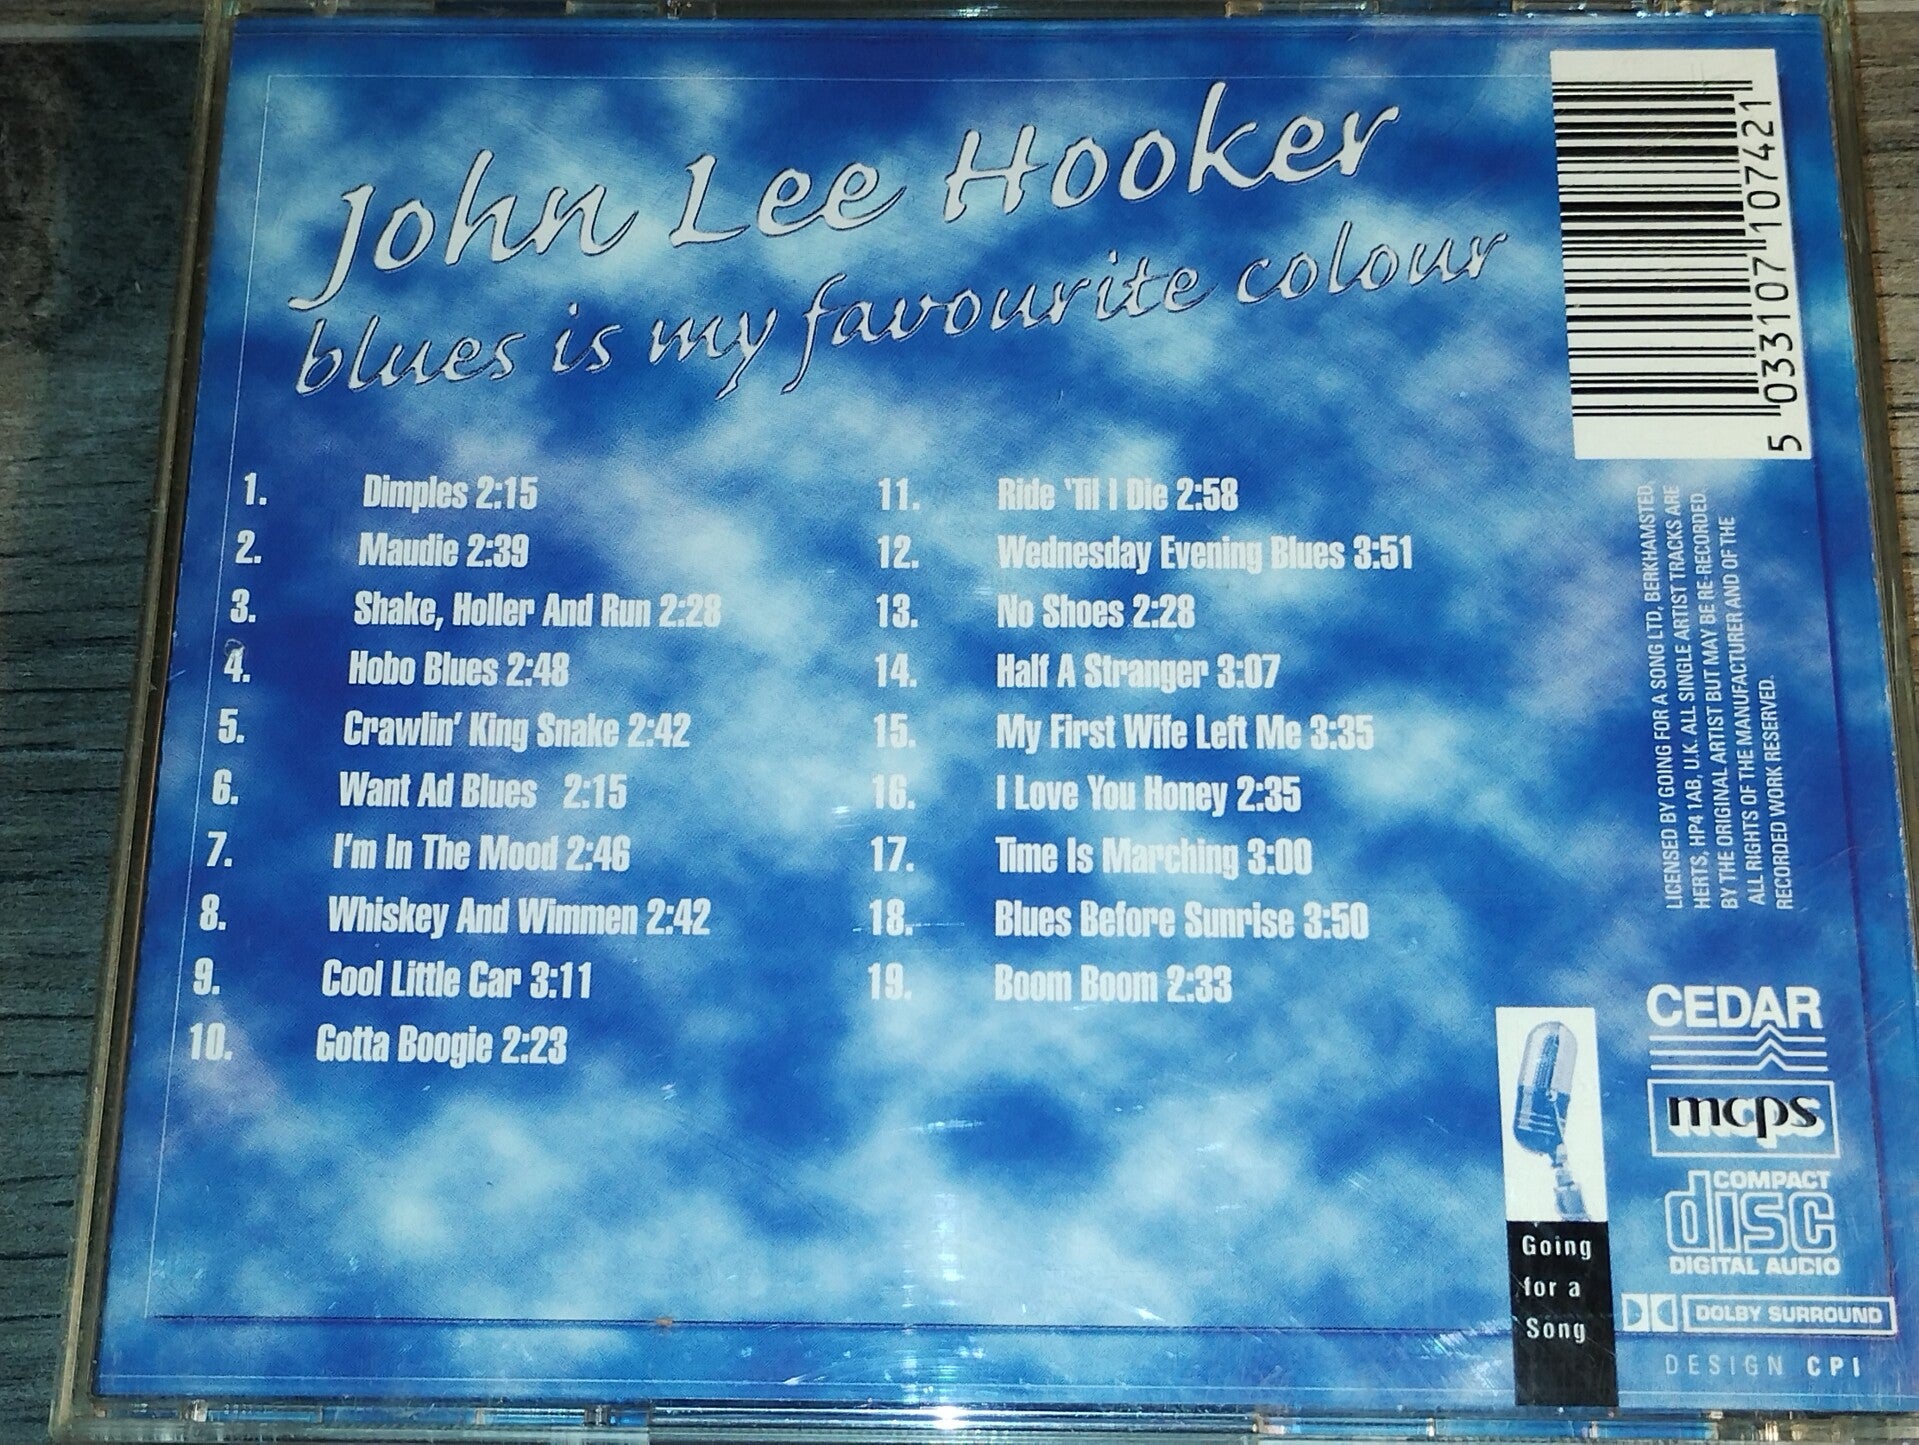 John Lee Hooker
blues is my favourite colour
1. Dimples 2:15
2. Maudie 2:39
3. Shake, Holler And Run 2:28
4. Hobo Blues 2:48
5. Crawlin' King Snake 2:42
6. Want Ad Blues 2:15
7. I'm In The Mood 2:46
8. Whiskey And Wimmen 2:42
9. Cool Little Car 3:11
10. Gotta Boogie 2:23
11. Ride 'Til I Die 2:58
12. Wednesday Evening Blues 3:51
13. No Shoes 2:28
14. Half A Stranger 3:07
15. My First Wife Left Me 3:35
16. I Love You Honey 2:35
17. Time Is Marching 3:00
18. Blues Before Sunrise 3:50
19. Boom Boom 2:33
5 033107 107421
LICENSED BY GOING FOR A SONG LTD, BERKHAMSTED,
HERTS, HP4 1AB, U.K. ALL SINGLE ARTIST TRACKS ARE
BY THE ORIGINAL ARTIST BUT MAY BE RE-RECORDED.
ALL RIGHTS OF THE MANUFACTURER AND OF THE
RECORDED WORK RESERVED.
CEDAR
mcps
COMPACT
disc
DIGITAL AUDIO
DOLBY SURROUND
DESIGN CPI
Going
for a
Song